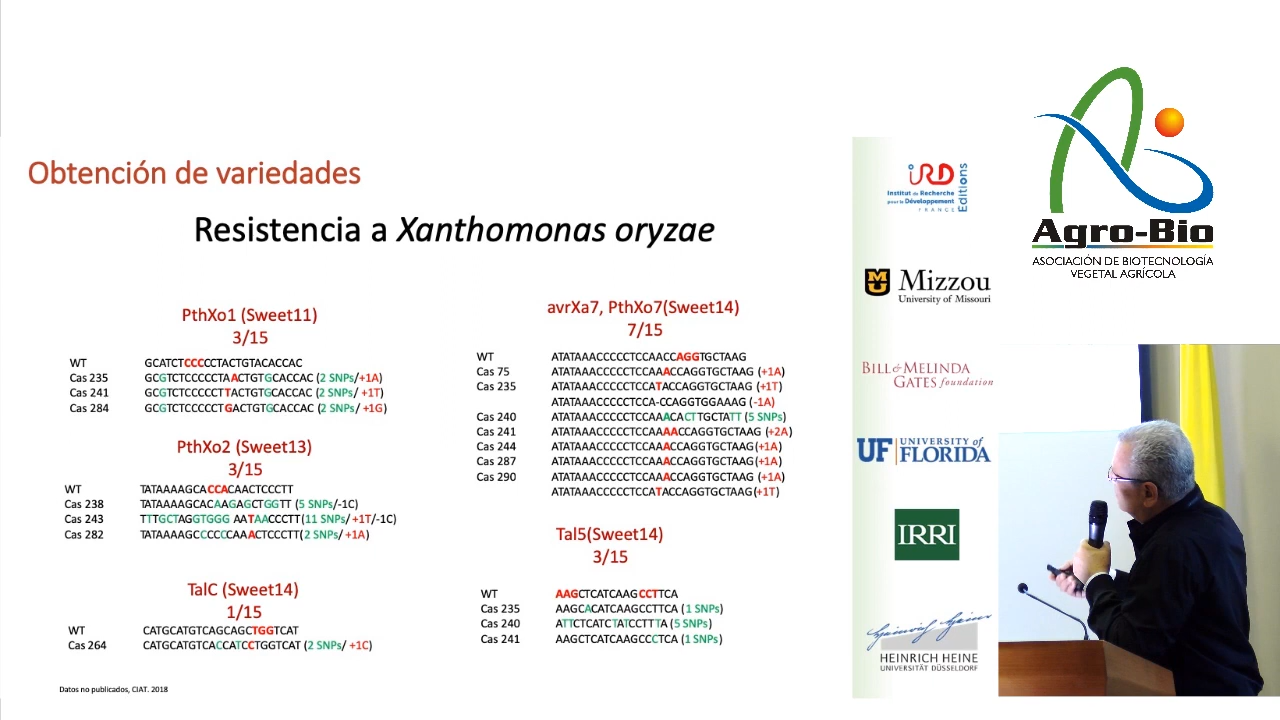 Obtención de variedades
Resistencia a Xanthomonas oryzae
PthXo1 (Sweet11)
3/15
WT GCATCTCCCCCTACTGTACACCAC
Cas 235 GCGTCTCCCCCTAACTGTGCACCAC (2 SNPs/+1A)
Cas 241 GCGTCTCCCCCTTACTGTGCACCAC (2 SNPs/ +1T)
Cas 284 GCGTCTCCCCCTGACTGTGCACCAC (2 SNPs/ +1G)
PthXo2 (Sweet13)
3/15
WT TATAAAAGCACCACAACTCCCTT
Cas 238 TATAAAAGCACAAGAGCTGGTT (5 SNPs/-1C)
Cas 243 TTTGCTAGGTGGG AATAACCCTT(11 SNPs/+1T/-1C)
Cas 282 TATAAAAGCCCCCAAACTCCCTT(2 SNPs/ +1A)
TalC (Sweet14)
1/15
WT CATGCATGTCAGCAGCTGGTCAT
Cas 264 CATGCATGTCACCATCCTGGTCAT (2 SNPs/ +1C)
avrXa7, PthXo7(Sweet14)
7/15
WT ATATAAACCCCCTCCAACCAGGTGCTAAG
Cas 75 ATATAAACCCCCTCCAAACCAGGTGCTAAG (+1A)
Cas 235 ATATAAACCCCCTCCATACCAGGTGCTAAG (+1T)
ATATAAACCCCCTCCA-CCAGGTGGAAAG (-1A)
Cas 240 ATATAAACCCCCTCCAAACACTTGCTATT (5 SNPs)
Cas 241 ATATAAACCCCCTCCAAAACCAGGTGCTAAG (+2A)
Cas 244 ATATAAACCCCCTCCAAACCAGGTGCTAAG(+1A)
Cas 287 ATATAAACCCCCTCCAAACCAGGTGCTAAG(+1A)
Cas 290 ATATAAACCCCCTCCAAACCAGGTGCTAAG (+1A)
ATATAAACCCCCTCCATACCAGGTGCTAAG(+1T)
Tal5(Sweet14)
3/15
WT AAGCTCATCAAGCCTTCA
Cas 235 AAGCACATCAAGCCTTCA (1 SNPs)
Cas 240 ATTCTCATCTATCCTTTA (5 SNPs)
Cas 241 AAGCTCATCAAGCCCTCA (1 SNPs)
Datos no publicados, CIAT. 2018
iRD
Editions
Institut de Recherche
pour le Développement
FRANCE
MU
Mizzou
University of Missouri
BILL & MELINDA
GATES foundation
UF UNIVERSITY of
FLORIDA
IRRI
Heinrich Heine
HEINRICH HEINE
UNIVERSITÄT DÜSSELDORF
Agro-Bio
ASOCIACIÓN DE BIOTECNOLOGÍA
VEGETAL AGRÍCOLA